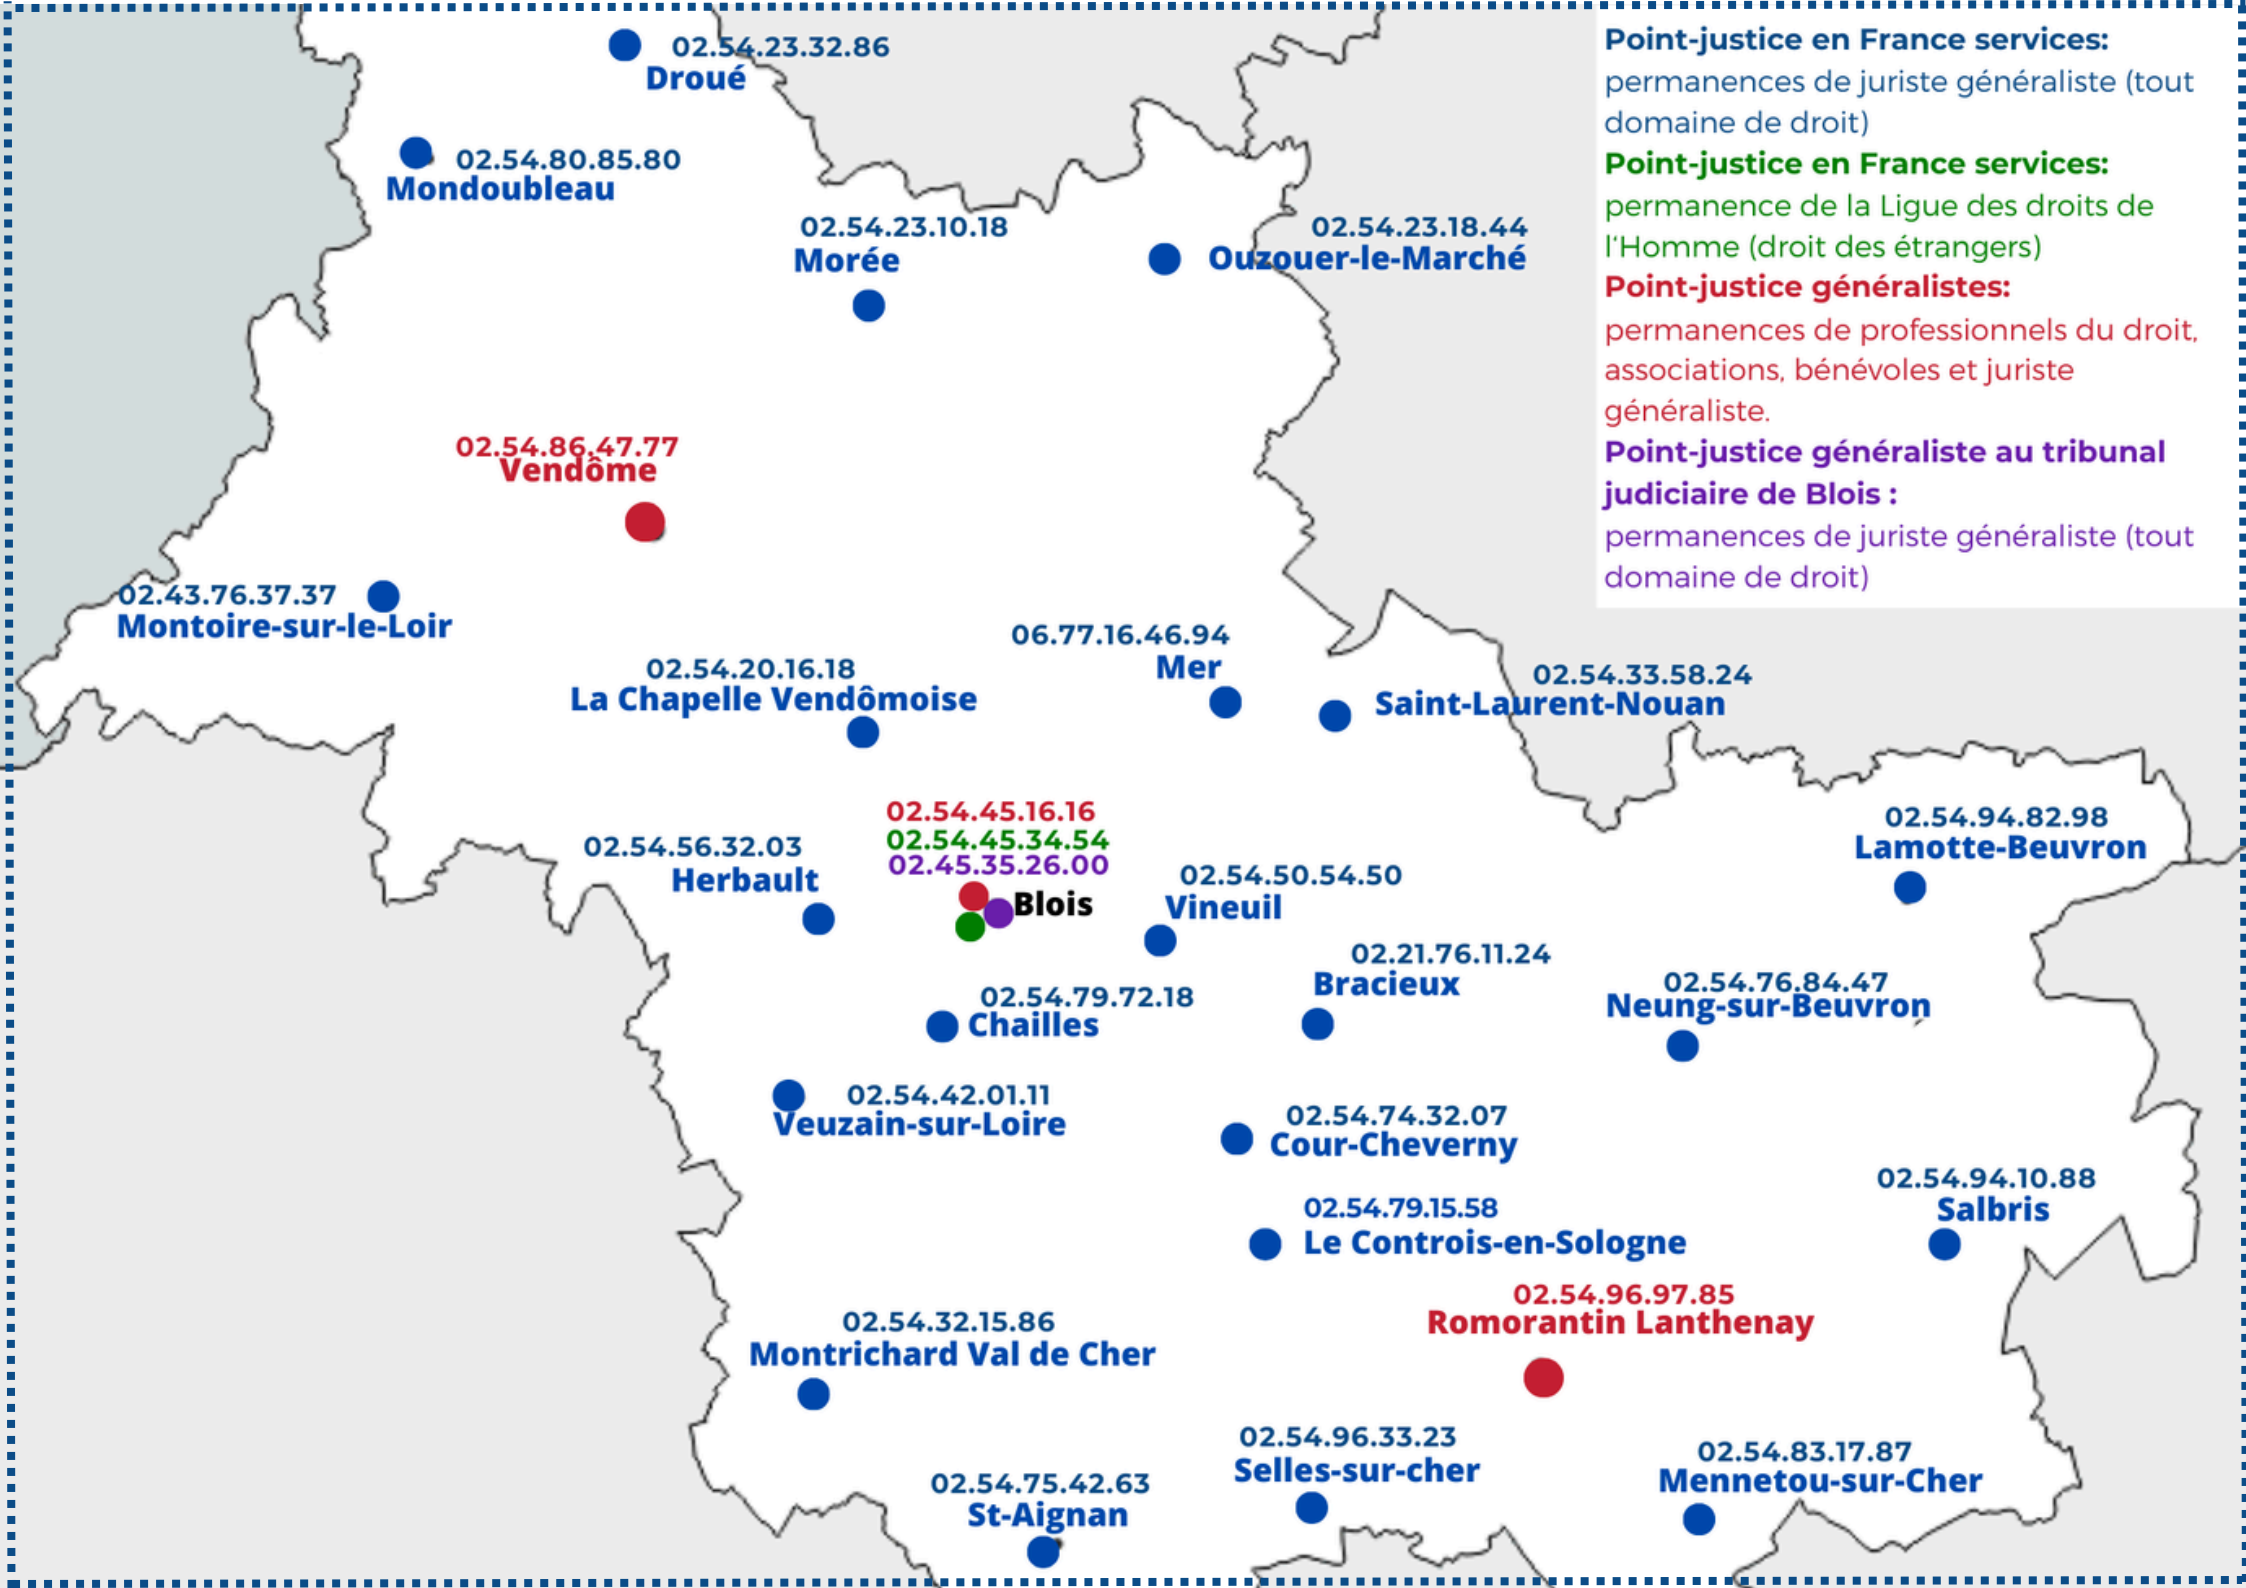 02.54.23.32.86
Droué
02.54.80.85.80
Mondoubleau
02.54.23.10.18
Morée
02.54.23.18.44
Ouzouer-le-Marché
Point-justice en France services:
permanences de juriste généraliste (tout
domaine de droit)
Point-justice en France services:
permanence de la Ligue des droits de
l'Homme (droit des étrangers)
Point-justice généralistes:
permanences de professionnels du droit,
associations, bénévoles et juriste
généraliste.
Point-justice généraliste au tribunal
judiciaire de Blois :
permanences de juriste généraliste (tout
domaine de droit)
02.54.86.47.77
Vendôme
02.43.76.37.37
Montoire-sur-le-Loir
02.54.20.16.18
La Chapelle Vendômoise
06.77.16.46.94
Mer
02.54.33.58.24
Saint-Laurent-Nouan
02.54.56.32.03
Herbault
02.54.45.16.16
02.54.45.34.54
02.45.35.26.00
Blois
02.54.50.54.50
Vineuil
02.54.94.82.98
Lamotte-Beuvron
02.21.76.11.24
Bracieux
02.54.76.84.47
Neung-sur-Beuvron
02.54.79.72.18
Chailles
02.54.42.01.11
Veuzain-sur-Loire
02.54.74.32.07
Cour-Cheverny
02.54.94.10.88
Salbris
02.54.79.15.58
Le Controis-en-Sologne
02.54.96.97.85
Romorantin Lanthenay
02.54.32.15.86
Montrichard Val de Cher
02.54.96.33.23
Selles-sur-cher
02.54.83.17.87
Mennetou-sur-Cher
02.54.75.42.63
St-Aignan